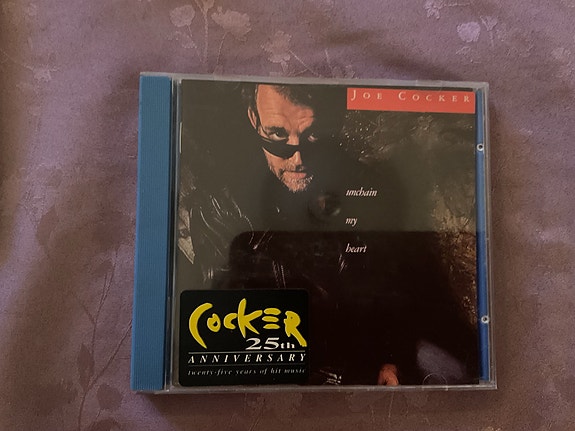 JOE COCKER
unchain
my
heart
COCKER
25th
ANNIVERSARY
twenty-five years of hit music